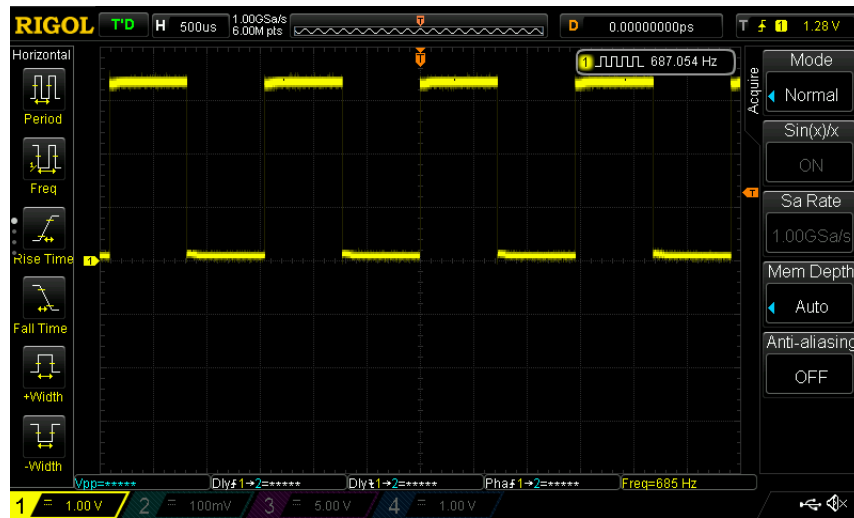 RIGOL T'D H 500us 1.00GSa/s 6.00M pts D 0.00000000ps T 1 1.28 V
Horizontal
Period
Freq
Rise Time
Fall Time
+Width
-Width
T
1 687.054 Hz
T
1
Acquire
Mode
Normal
Sin(x)/x
ON
Sa Rate
1.00GSa/s
Mem Depth
Auto
Anti-aliasing
OFF
Vpp=***** Dly1→2=***** Dly1→2=***** Pha1→2=***** Freq=685 Hz
1 = 1.00 V 2 = 100mV 3 = 5.00 V 4 = 1.00 V